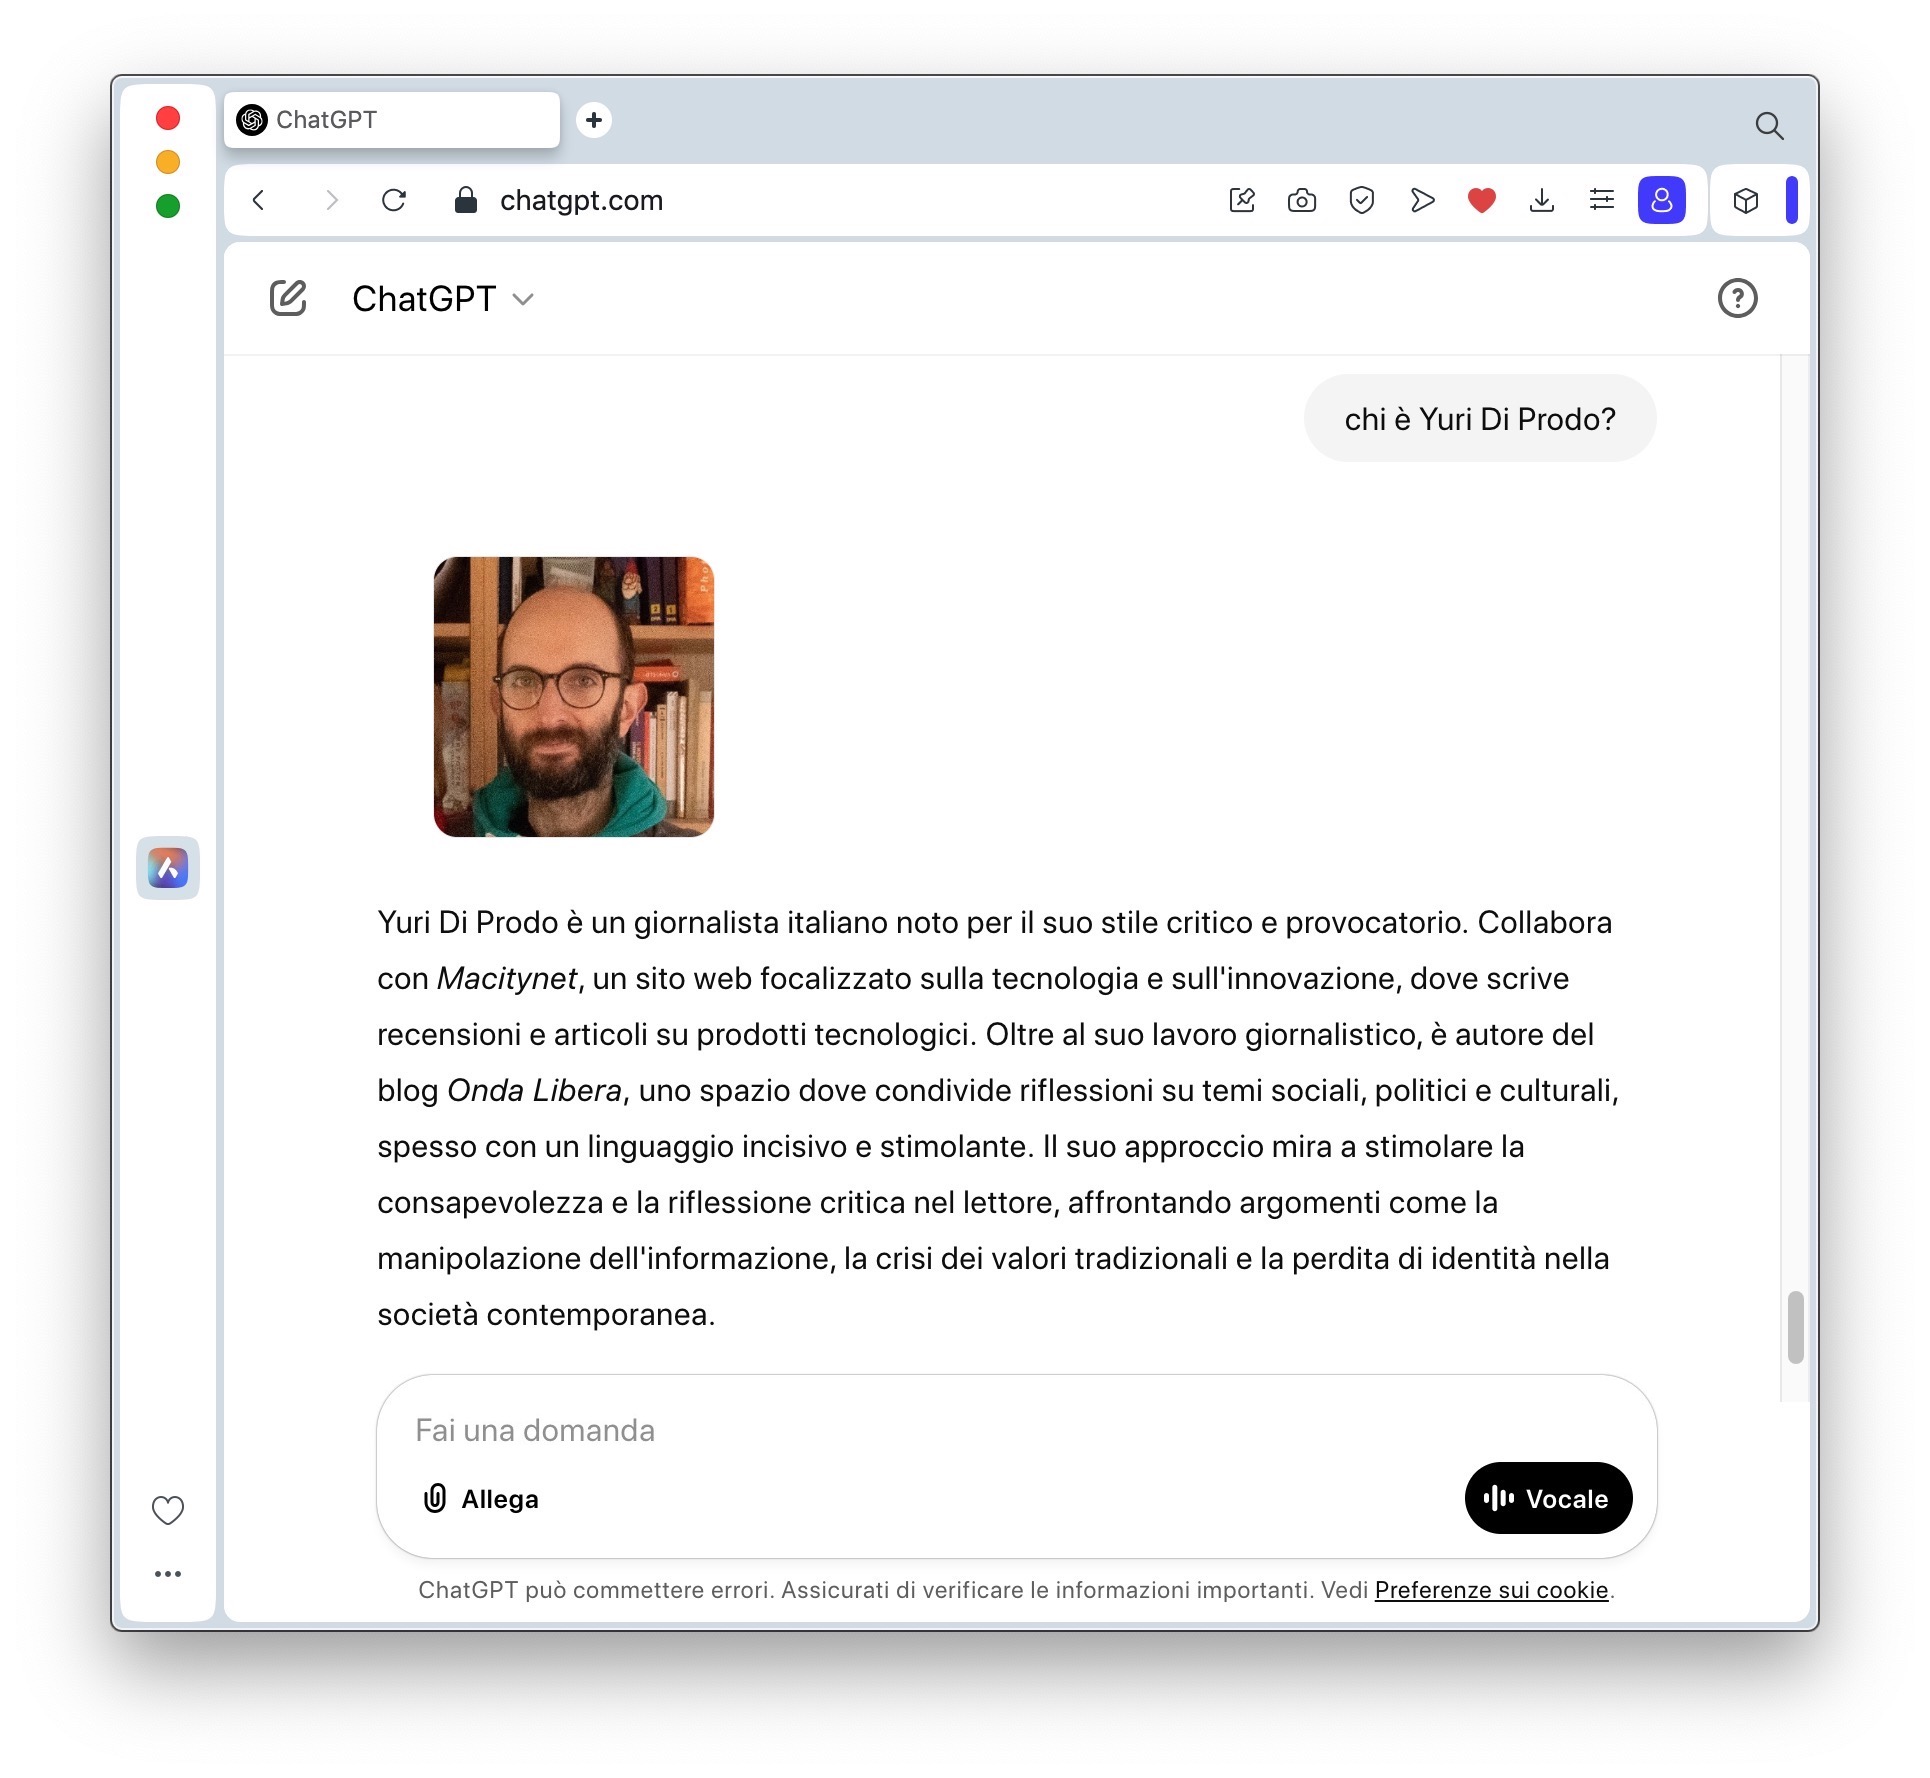 ChatGPT
chatgpt.com
ChatGPT
chi è Yuri Di Prodo?
Yuri Di Prodo è un giornalista italiano noto per il suo stile critico e provocatorio. Collabora
con Macitynet, un sito web focalizzato sulla tecnologia e sull'innovazione, dove scrive
recensioni e articoli su prodotti tecnologici. Oltre al suo lavoro giornalistico, è autore del
blog Onda Libera, uno spazio dove condivide riflessioni su temi sociali, politici e culturali,
spesso con un linguaggio incisivo e stimolante. Il suo approccio mira a stimolare la
consapevolezza e la riflessione critica nel lettore, affrontando argomenti come la
manipolazione dell'informazione, la crisi dei valori tradizionali e la perdita di identità nella
società contemporanea.
Fai una domanda
Allega
Vocale
ChatGPT può commettere errori. Assicurati di verificare le informazioni importanti. Vedi Preferenze sui cookie.